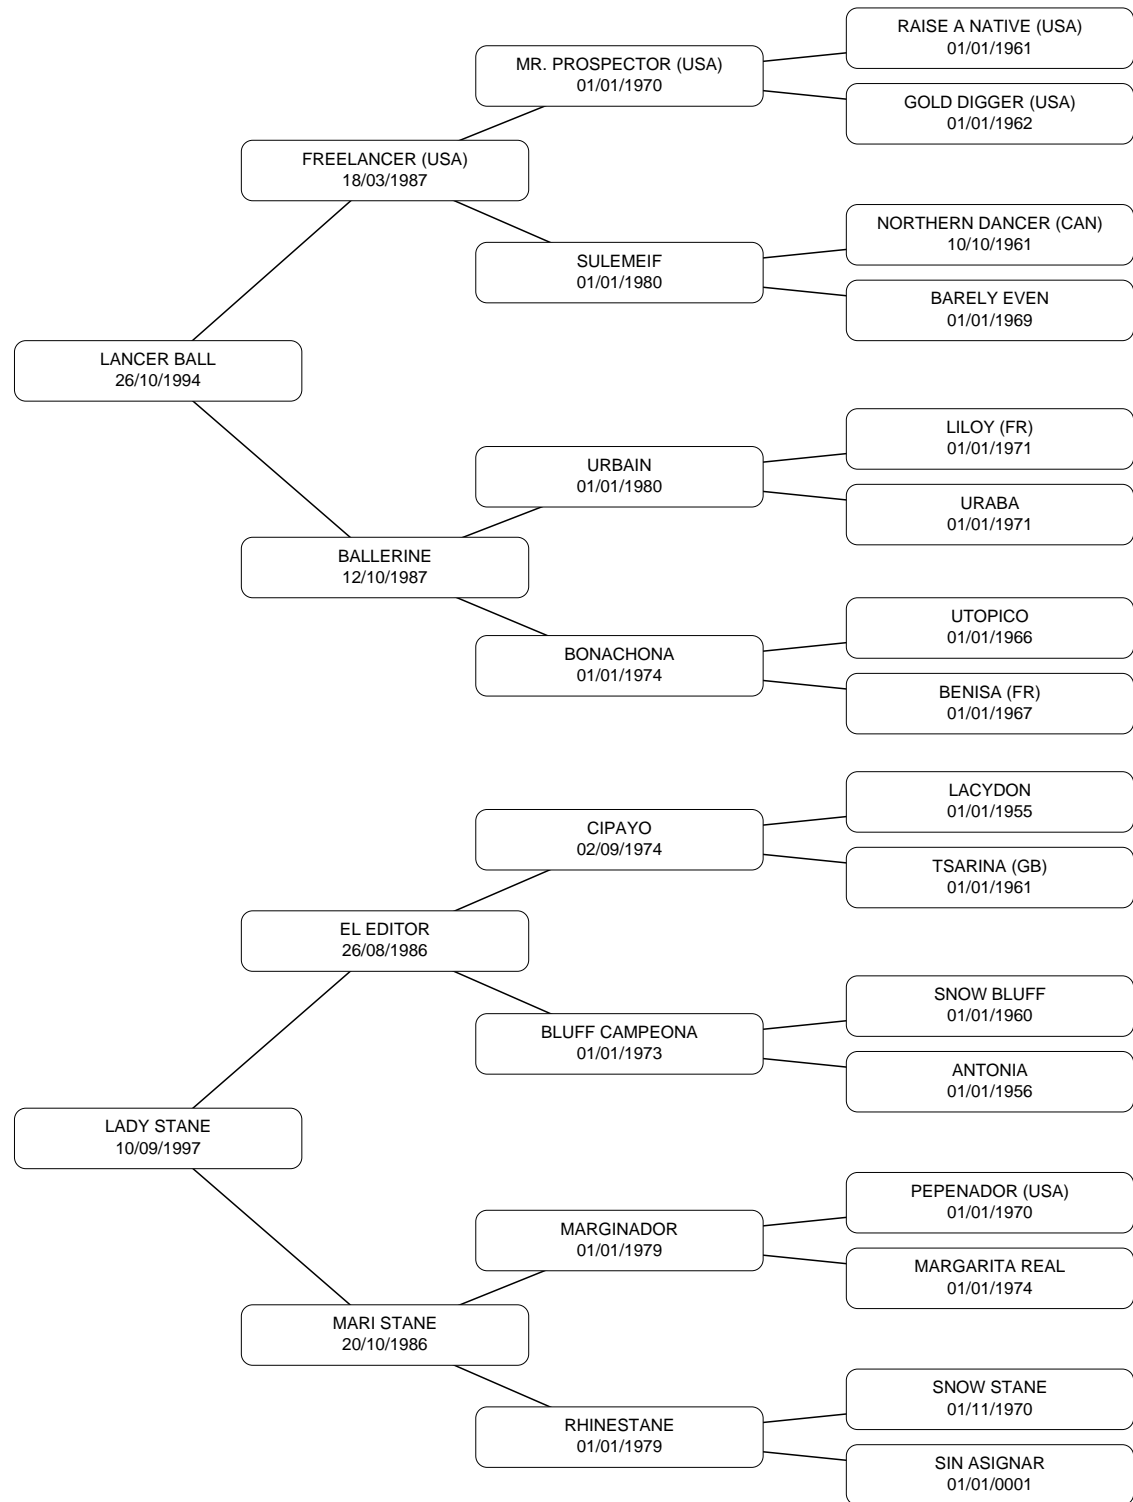 RAISE A NATIVE (USA)
01/01/1961
MR. PROSPECTOR (USA)
01/01/1970
GOLD DIGGER (USA)
01/01/1962
FREELANCER (USA)
18/03/1987
NORTHERN DANCER (CAN)
10/10/1961
SULEMEIF
01/01/1980
BARELY EVEN
01/01/1969
LANCER BALL
26/10/1994
LILOY (FR)
01/01/1971
URBAIN
01/01/1980
URABA
01/01/1971
BALLERINE
12/10/1987
UTOPICO
01/01/1966
BONACHONA
01/01/1974
BENISA (FR)
01/01/1967
LACYDON
01/01/1955
CIPAYO
02/09/1974
TSARINA (GB)
01/01/1961
EL EDITOR
26/08/1986
SNOW BLUFF
01/01/1960
BLUFF CAMPEONA
01/01/1973
ANTONIA
01/01/1956
LADY STANE
10/09/1997
PEPENADOR (USA)
01/01/1970
MARGINADOR
01/01/1979
MARGARITA REAL
01/01/1974
MARI STANE
20/10/1986
SNOW STANE
01/11/1970
RHINESTANE
01/01/1979
SIN ASIGNAR
01/01/0001